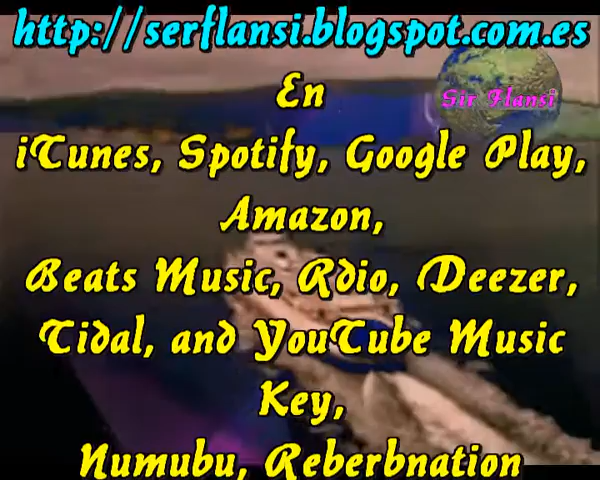 http://serflansi.blogspot.com.es
Sir Flansi
En
iTunes, Spotify, Google Play,
Amazon,
Beats Music, Rdio, Deezer,
Tidal, and YouTube Music
Key,
Numubu, Reberbnation